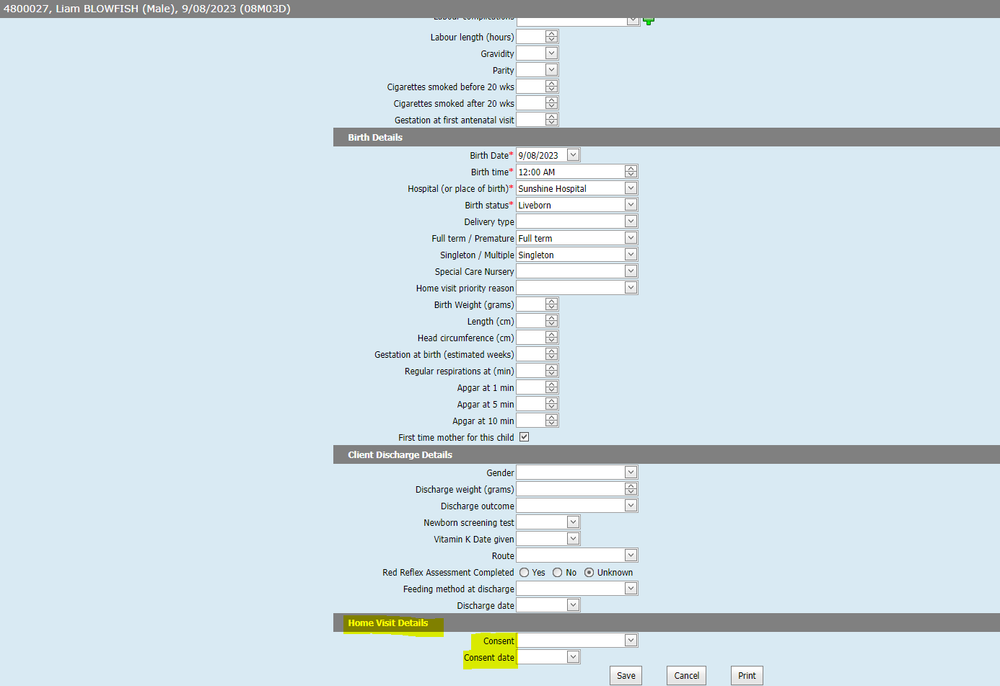 4800027, Liam BLOWFISH (Male), 9/08/2023 (08M03D)
Labour complications
Labour length (hours)
Gravidity
Parity
Cigarettes smoked before 20 wks
Cigarettes smoked after 20 wks
Gestation at first antenatal visit
Birth Details
Birth Date* 9/08/2023
Birth time* 12:00 AM
Hospital (or place of birth)* Sunshine Hospital
Birth status* Liveborn
Delivery type
Full term / Premature Full term
Singleton / Multiple Singleton
Special Care Nursery
Home visit priority reason
Birth Weight (grams)
Length (cm)
Head circumference (cm)
Gestation at birth (estimated weeks)
Regular respirations at (min)
Apgar at 1 min
Apgar at 5 min
Apgar at 10 min
First time mother for this child
Client Discharge Details
Gender
Discharge weight (grams)
Discharge outcome
Newborn screening test
Vitamin K Date given
Route
Red Reflex Assessment Completed Yes No Unknown
Feeding method at discharge
Discharge date
Home Visit Details
Consent
Consent date
Save Cancel Print